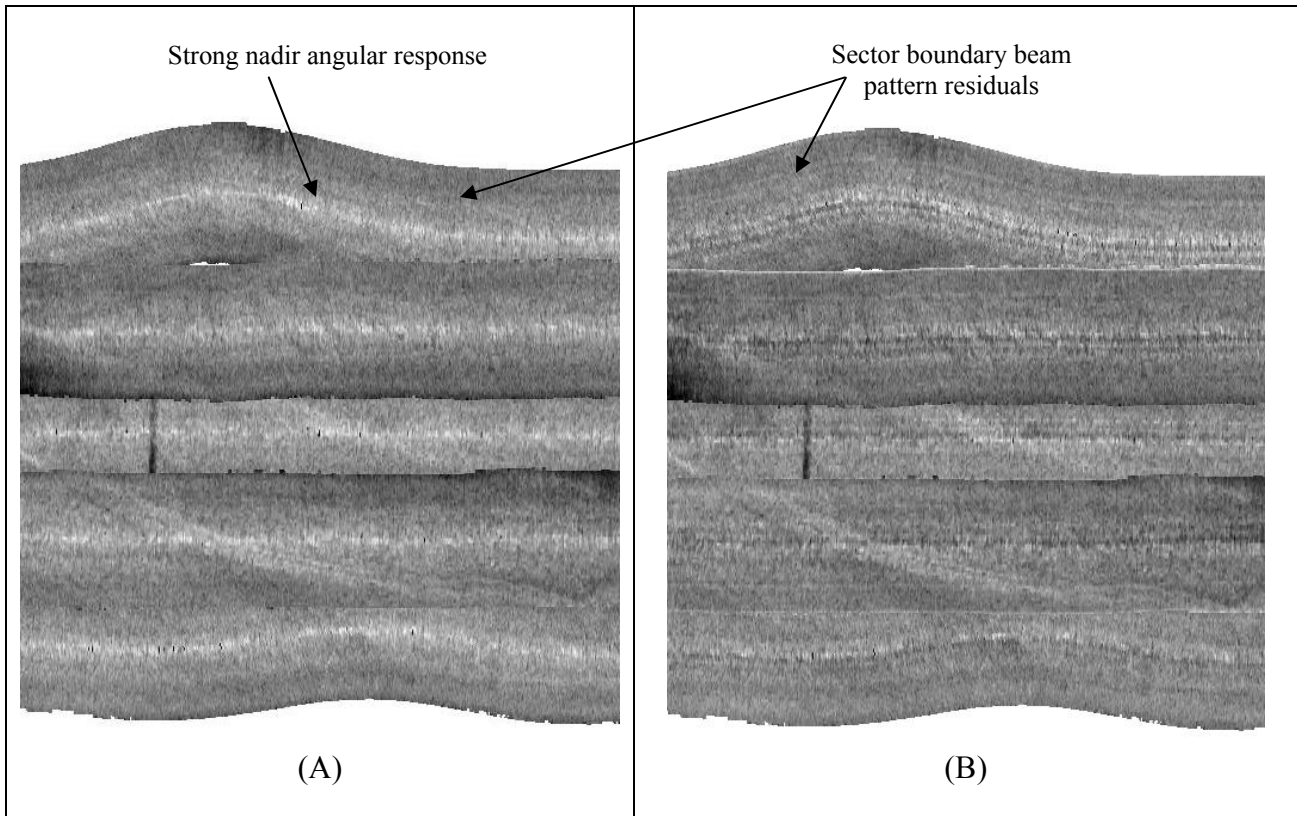 Strong nadir angular response
Sector boundary beam
pattern residuals
(A)
(B)